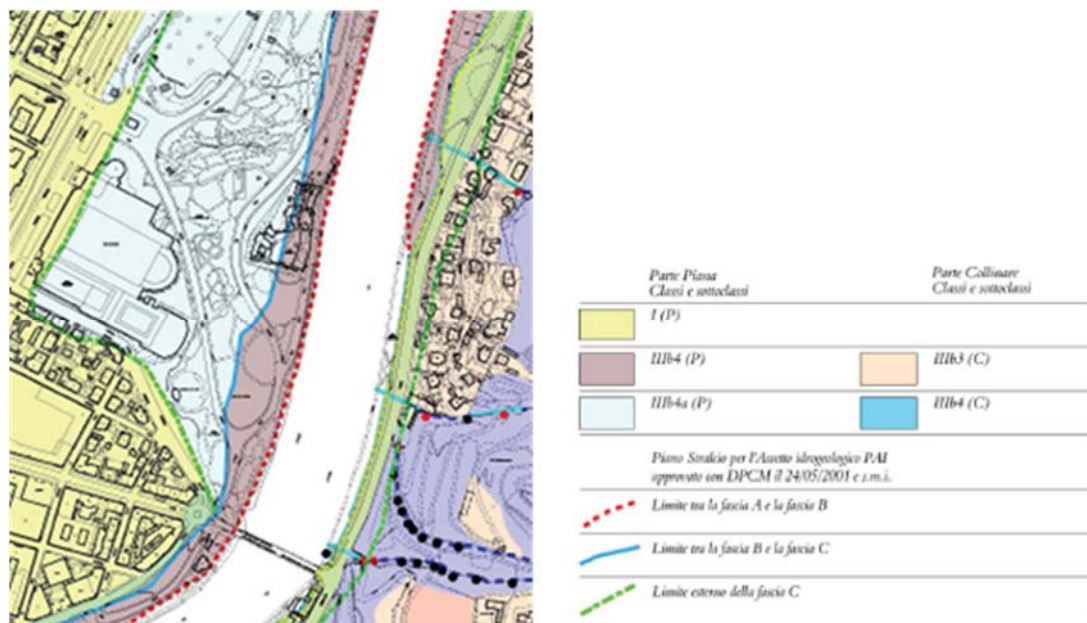 Parte Piana
Classi e sottoclassi
Parte Collinare
Classi e sottoclassi
I (P)
IIIb4 (P)
IIIb3 (C)
IIIb4a (P)
IIIb4 (C)
Piano Stralcio per l'Assetto idrogeologico PAI
approvato con DPCM il 24/05/2001 e s.m.i.
Limite tra la fascia A e la fascia B
Limite tra la fascia B e la fascia C
Limite esterno della fascia C